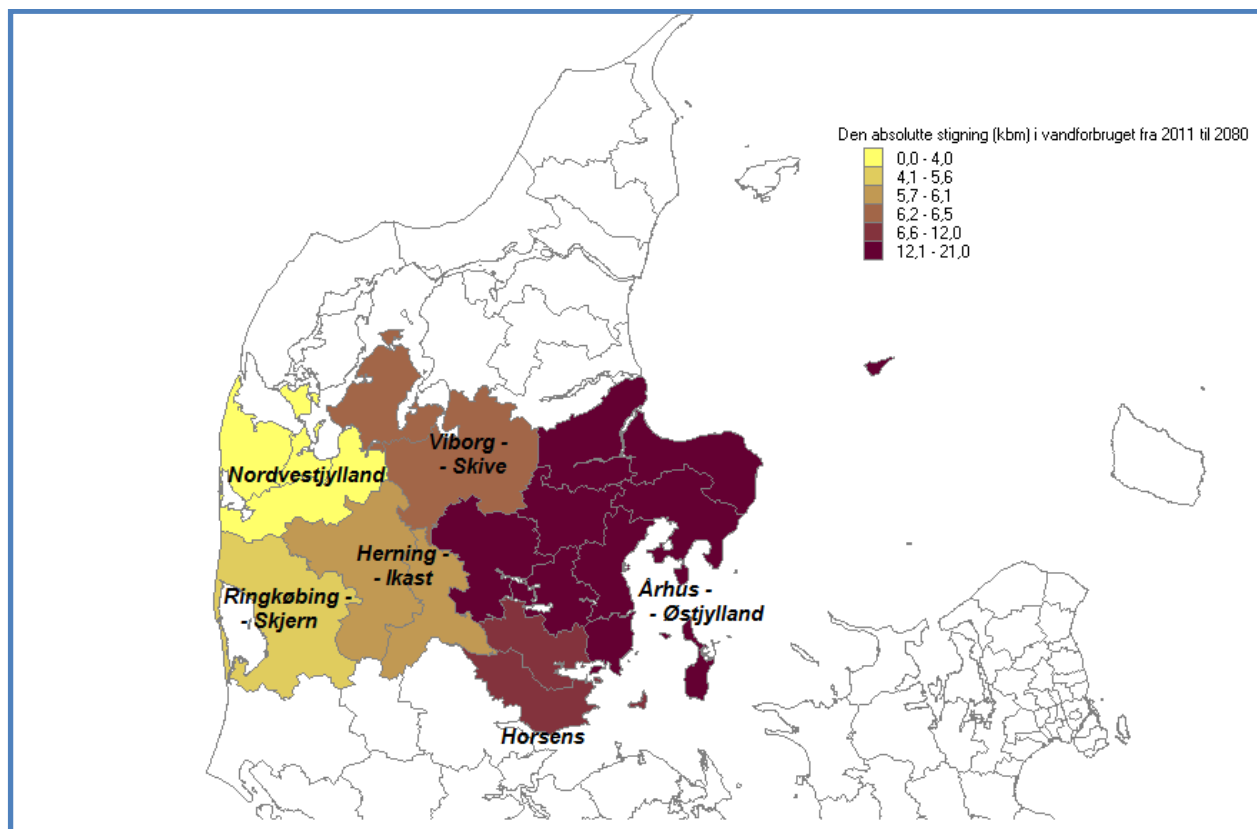 Den absolutte stigning (kbm) i vandforbruget fra 2011 til 2080
0,0 - 4,0
4,1 - 5,6
5,7 - 6,1
6,2 - 6,5
6,6 - 12,0
12,1 - 21,0
Viborg -
- Skive
Nordvestjylland
Herning -
- Ikast
Ringkøbing -
- Skjern
Århus -
- Østjylland
Horsens